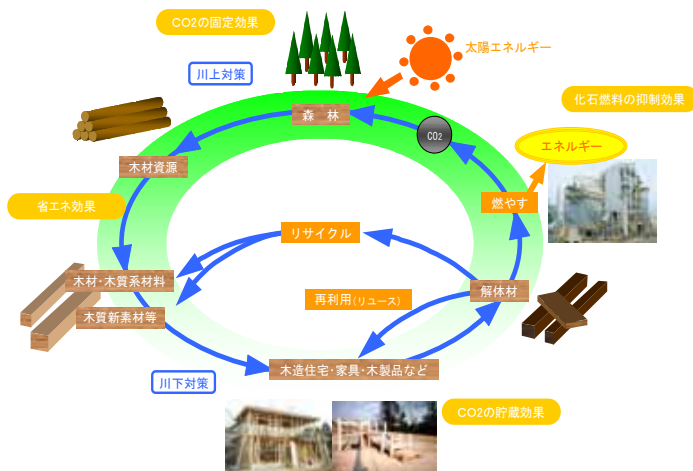 CO2の固定効果
太陽エネルギー
川上対策
化石燃料の抑制効果
森 林
CO2
エネルギー
木材資源
燃やす
省エネ効果
リサイクル
木材・木質系材料
解体材
再利用(リユース)
木質新素材等
木造住宅・家具・木製品など
川下対策
CO2の貯蔵効果